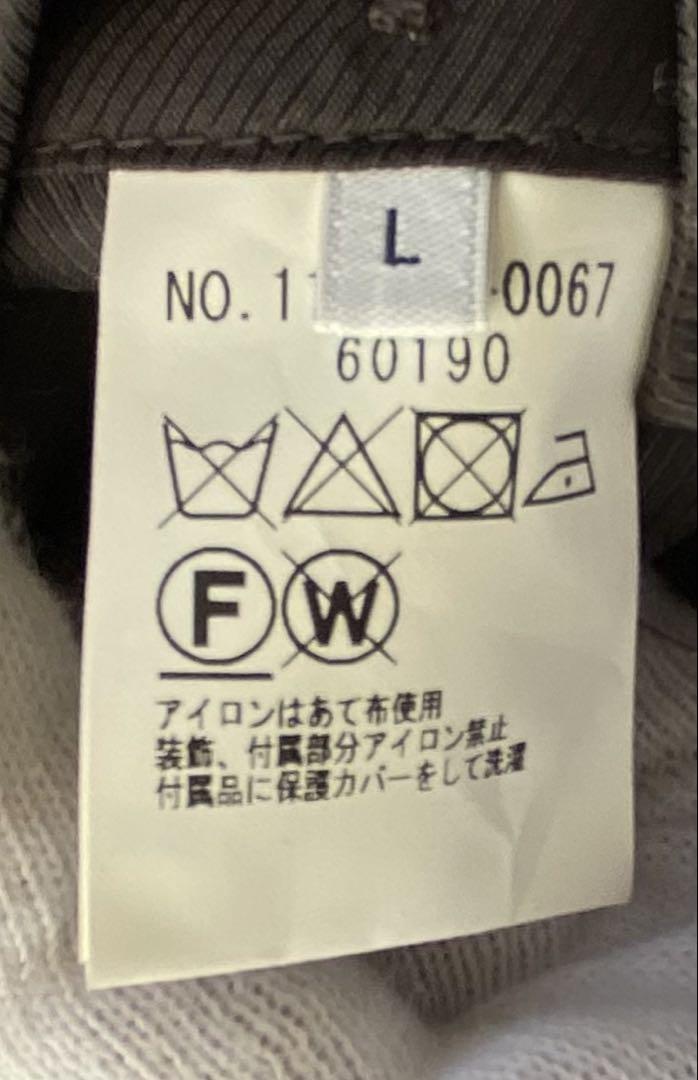 L
NO.11 -0067
60190
F W
アイロンはあて布使用
装飾、付属部分アイロン禁止
付属品に保護カバーをして洗濯